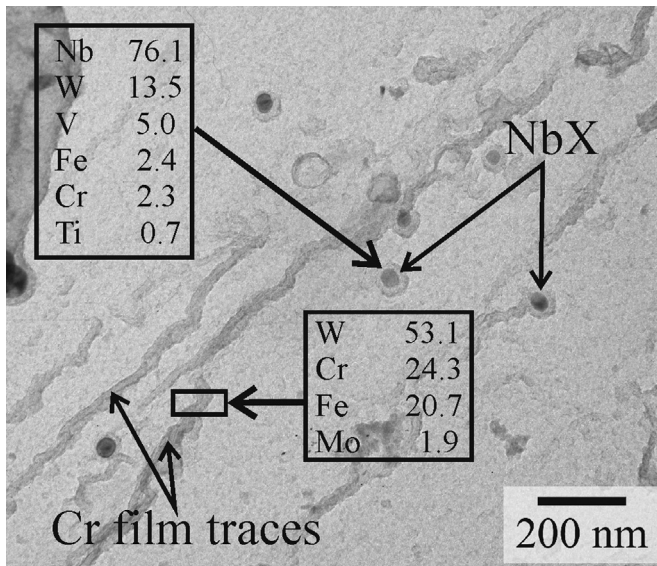 Nb 76.1
W 13.5
V 5.0
Fe 2.4
Cr 2.3
Ti 0.7
NbX
W 53.1
Cr 24.3
Fe 20.7
Mo 1.9
Cr film traces
200 nm